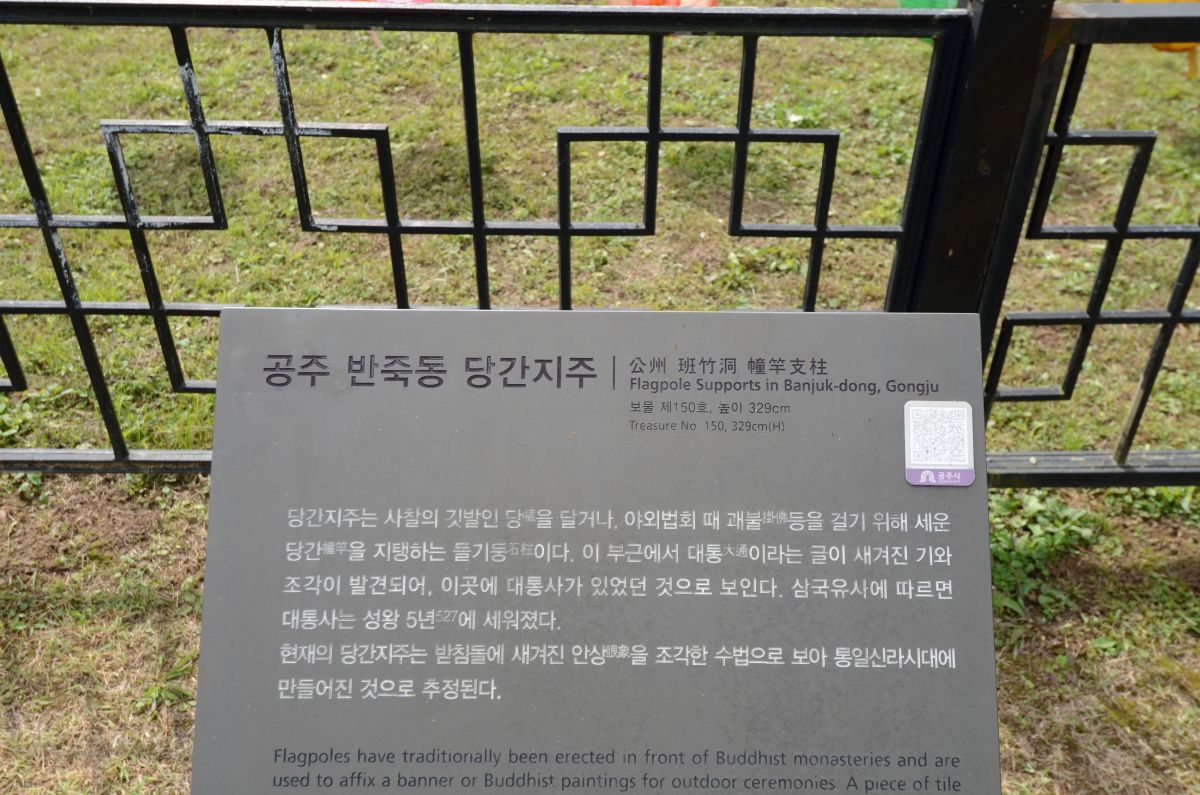 공주 반죽동 당간지주
公州 班竹洞 幢竿支柱
Flagpole Supports in Banjuk-dong, Gongju
보물 제150호, 높이 329cm
Treasure No. 150, 329cm(H)
공주시
당간지주는 사찰의 깃발인 당幢을 달거나, 야외법회 때 괘불掛佛등을 걸기 위해 세운
당간幢竿을 지탱하는 돌기둥石柱이다. 이 부근에서 대통大通이라는 글이 새겨진 기와
조각이 발견되어, 이곳에 대통사가 있었던 것으로 보인다. 삼국유사에 따르면
대통사는 성왕 5년527에 세워졌다.
현재의 당간지주는 받침돌에 새겨진 안상眼象을 조각한 수법으로 보아 통일신라시대에
만들어진 것으로 추정된다.
Flagpoles have traditionally been erected in front of Buddhist monasteries and are
used to affix a banner or Buddhist paintings for outdoor ceremonies. A piece of tile